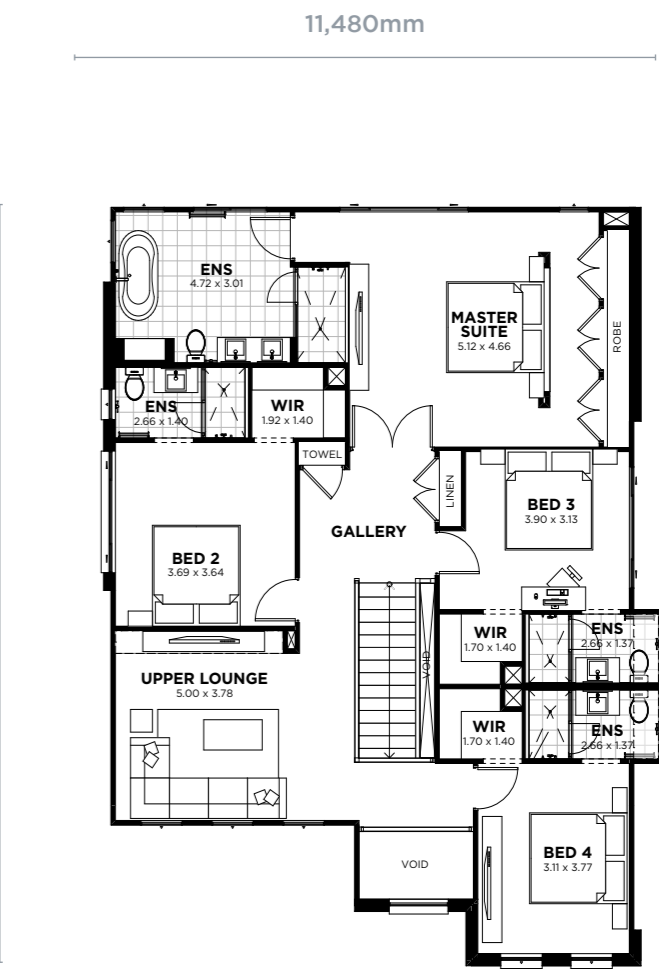 11,480mm
ENS
4.72 x 3.01
MASTER
SUITE
5.12 x 4.66
ROBE
ENS
2.66 x 1.40
WIR
1.92 x 1.40
TOWEL
LINEN
BED 3
3.90 x 3.13
GALLERY
BED 2
3.69 x 3.64
WIR
1.70 x 1.40
ENS
2.66 x 1.37
VOID
UPPER LOUNGE
5.00 x 3.78
WIR
1.70 x 1.40
ENS
2.66 x 1.37
VOID
BED 4
3.11 x 3.77